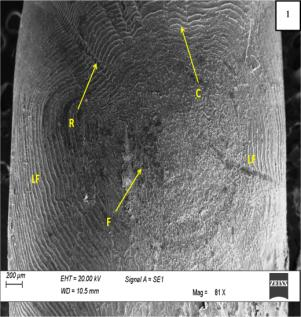 1
C
R
LF
LF
F
200 µm
EHT = 20.00 kV
Signal A = SE1
WD = 10.5 mm
Mag = 81 X
ZEISS